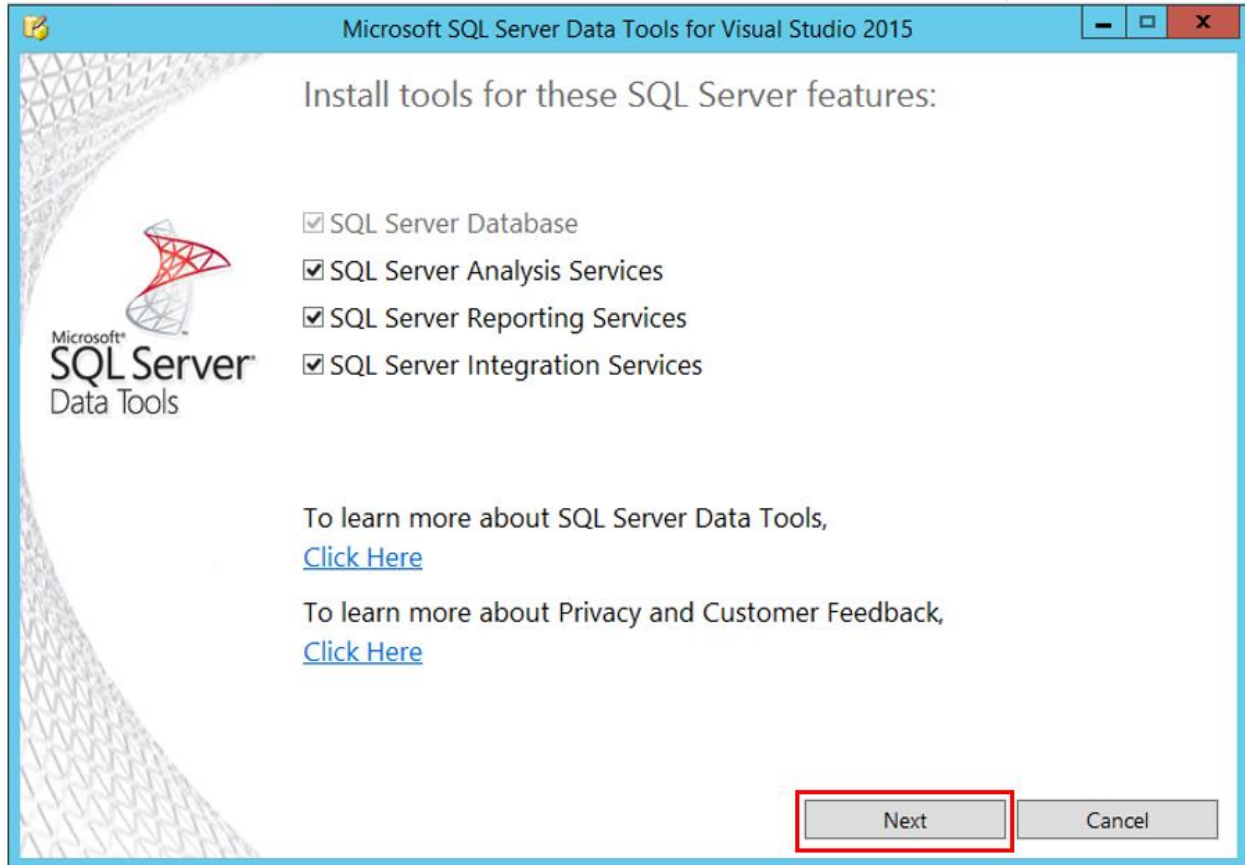 Microsoft SQL Server Data Tools for Visual Studio 2015
Install tools for these SQL Server features:
SQL Server Database
SQL Server Analysis Services
SQL Server Reporting Services
SQL Server Integration Services
Microsoft®
SQL Server®
Data Tools
To learn more about SQL Server Data Tools,
Click Here
To learn more about Privacy and Customer Feedback,
Click Here
Next
Cancel